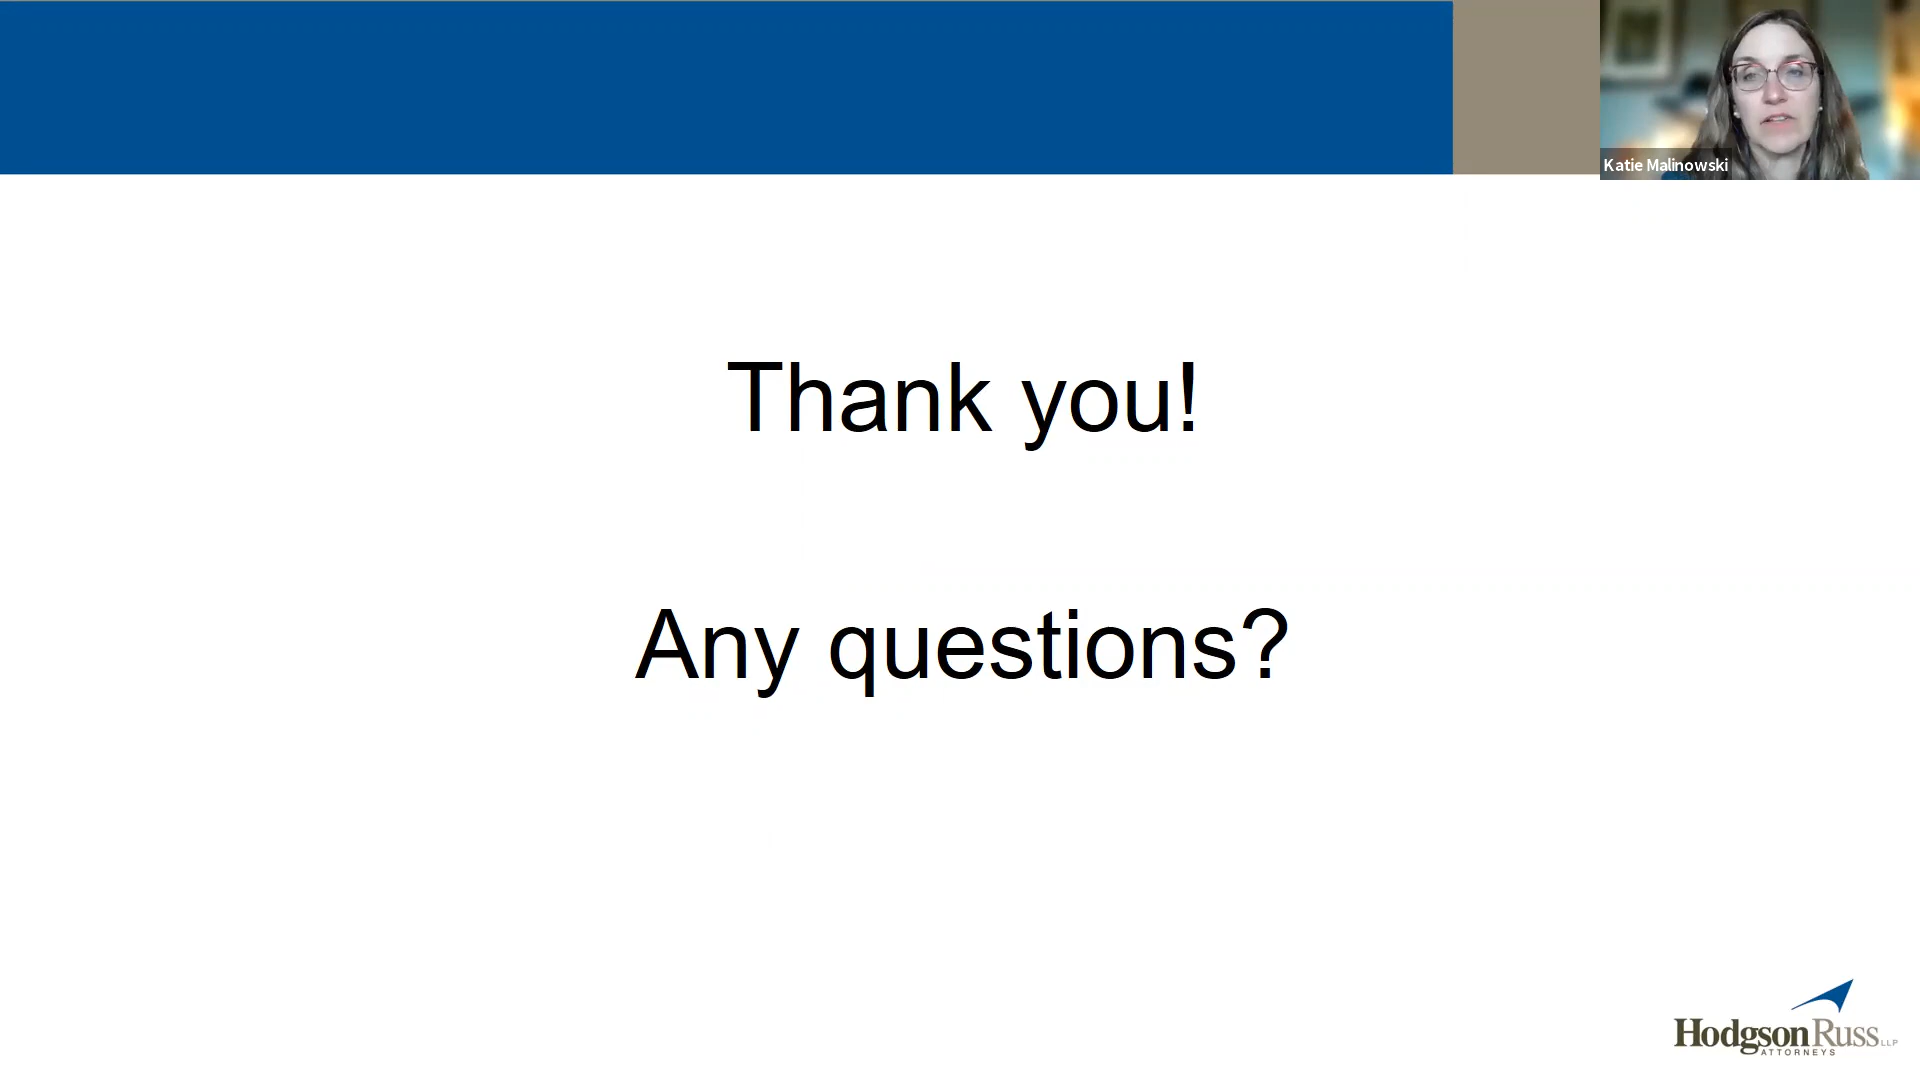 Katie Malinowski
Thank you!
Any questions?
HodgsonRuss LLP
ATTORNEYS